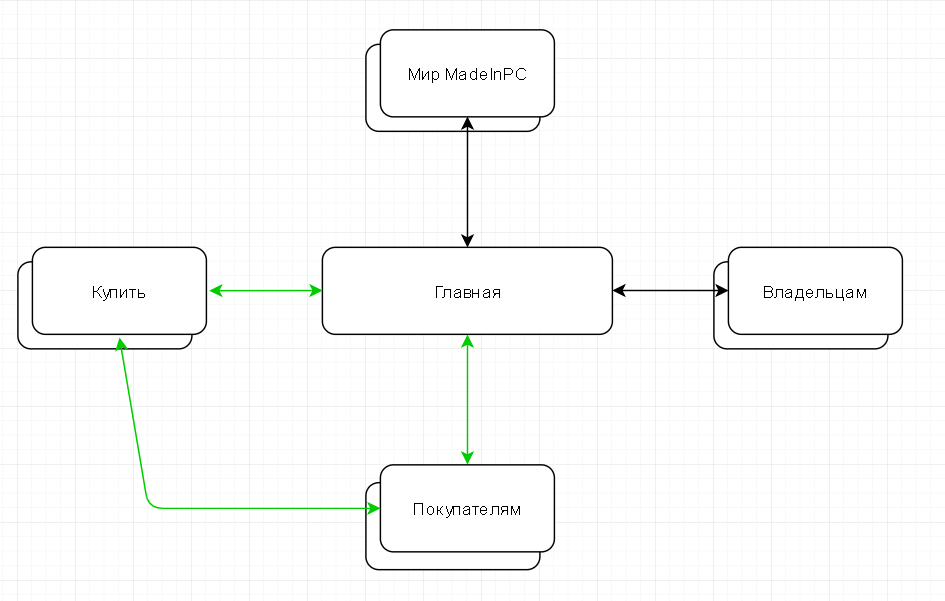 Мир MadeInPC
Купить
Главная
Владельцам
Покупателям